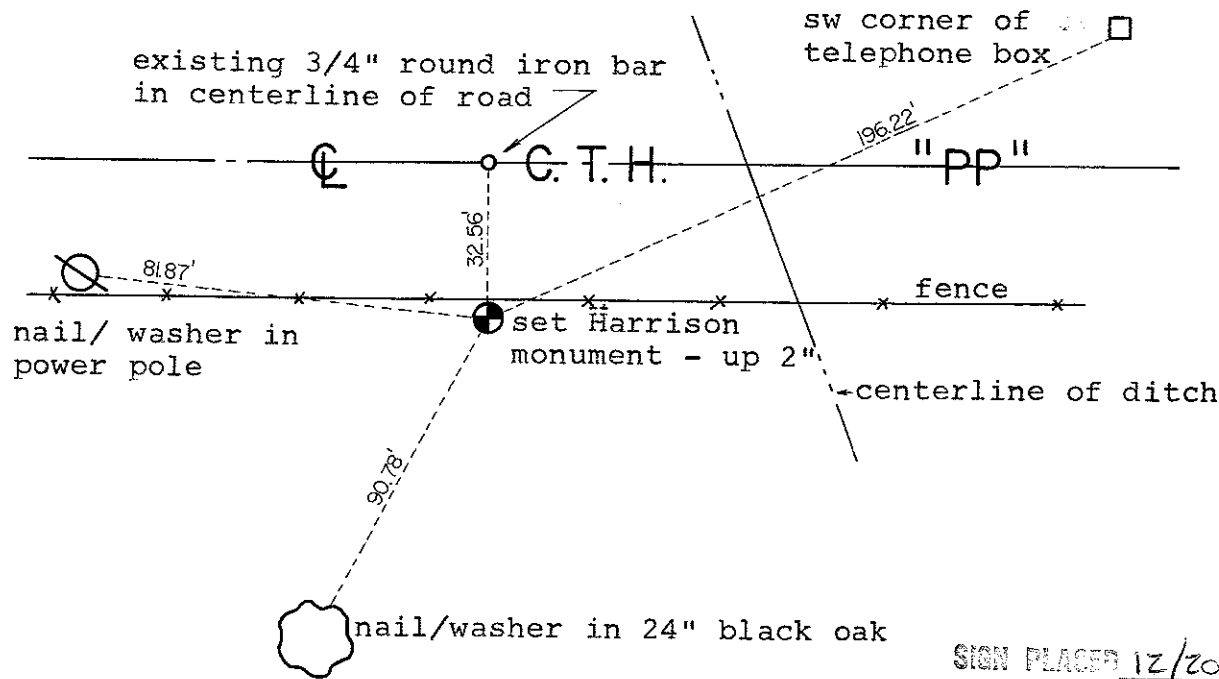 sw corner of
telephone box
existing 3/4" round iron bar
in centerline of road
196.22'
℄ C. T. H. "PP"
32.56'
81.87'
fence
nail/ washer in
power pole
set Harrison
monument - up 2"
centerline of ditch
90.78'
nail/washer in 24" black oak
SIGN PLACED 12/20